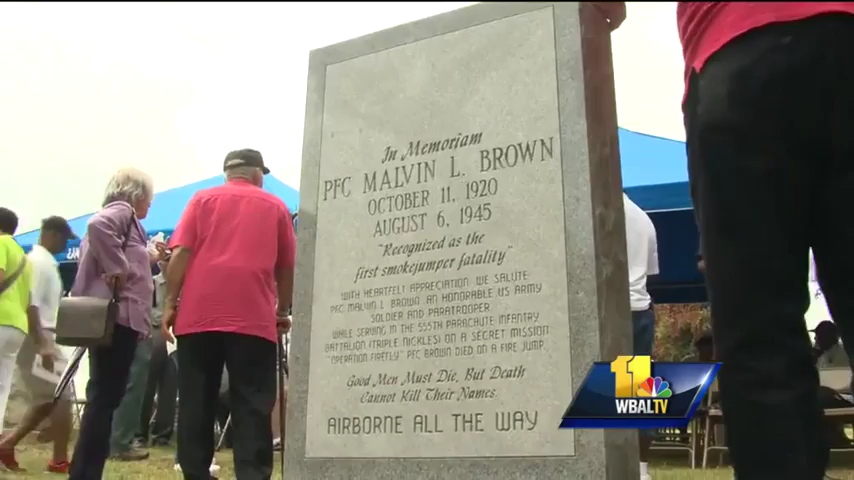 In Memoriam
PFC MALVIN L. BROWN
OCTOBER 11, 1920
AUGUST 6, 1945
"Recognized as the
first smokejumper fatality"
WITH HEARTFELT APPRECIATION WE SALUTE
PFC MALVIN L. BROWN AN HONORABLE US ARMY
SOLDIER AND PARATROOPER
WHILE SERVING IN THE 555TH PARACHUTE INFANTRY
BATTALION (TRIPLE NICKLES) ON A SECRET MISSION
"OPERATION FIREFLY" PFC BROWN DIED ON A FIRE JUMP.
Good Men Must Die, But Death
Cannot Kill Their Names
AIRBORNE ALL THE WAY
11
WBALTV